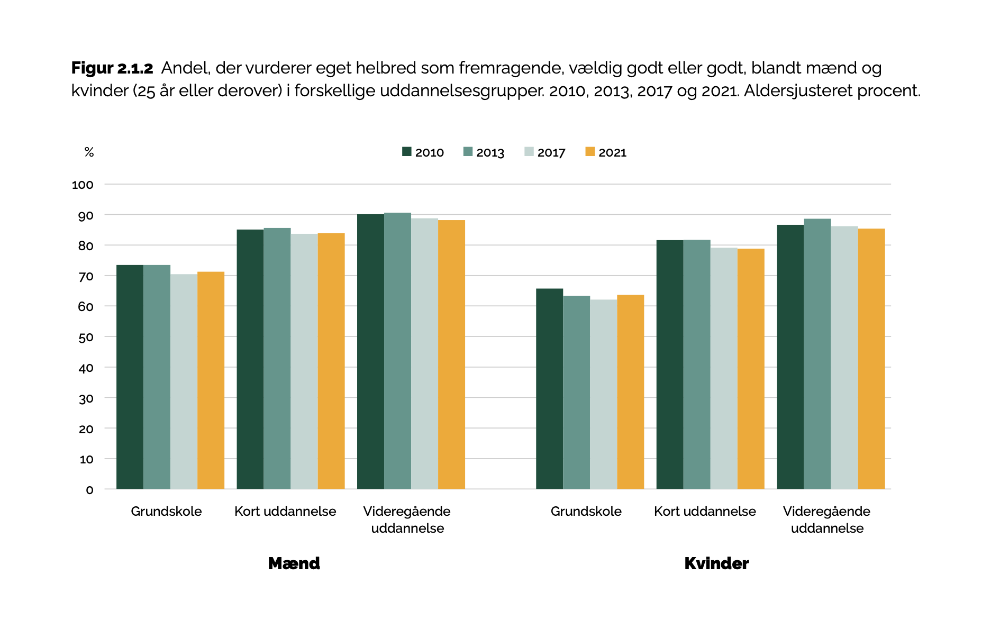 Figur 2.1.2 Andel, der vurderer eget helbred som fremragende, vældig godt eller godt, blandt mænd og
kvinder (25 år eller derover) i forskellige uddannelsesgrupper. 2010, 2013, 2017 og 2021. Aldersjusteret procent.
%
2010 2013 2017 2021
100
90
80
70
60
50
40
30
20
10
0
Grundskole Kort uddannelse Videregående Grundskole Kort uddannelse Videregående
uddannelse uddannelse
Mænd Kvinder